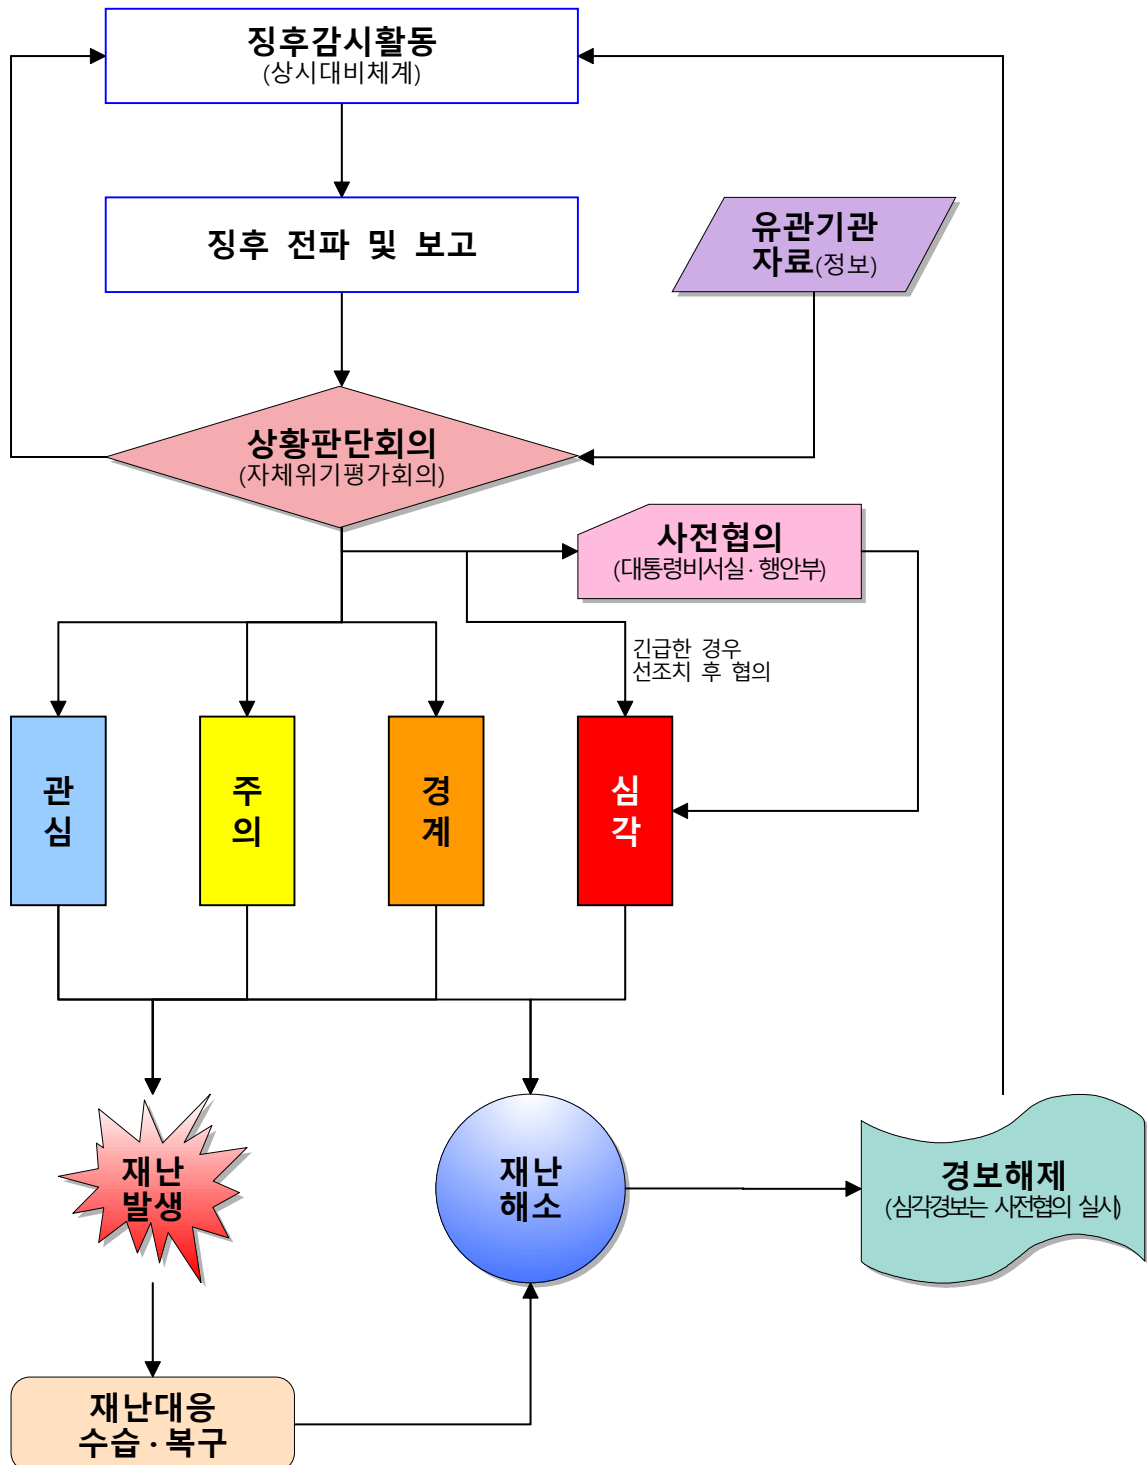 징후감시활동
(상시대비체계)
징후 전파 및 보고
유관기관
자료(정보)
상황판단회의
(자체위기평가회의)
사전협의
(대통령비서실·행안부)
긴급한 경우
선조치 후 협의
관
심
주
의
경
계
심
각
재난
발생
재난
해소
경보해제
(심각경보는 사전협의 실시)
재난대응
수습·복구